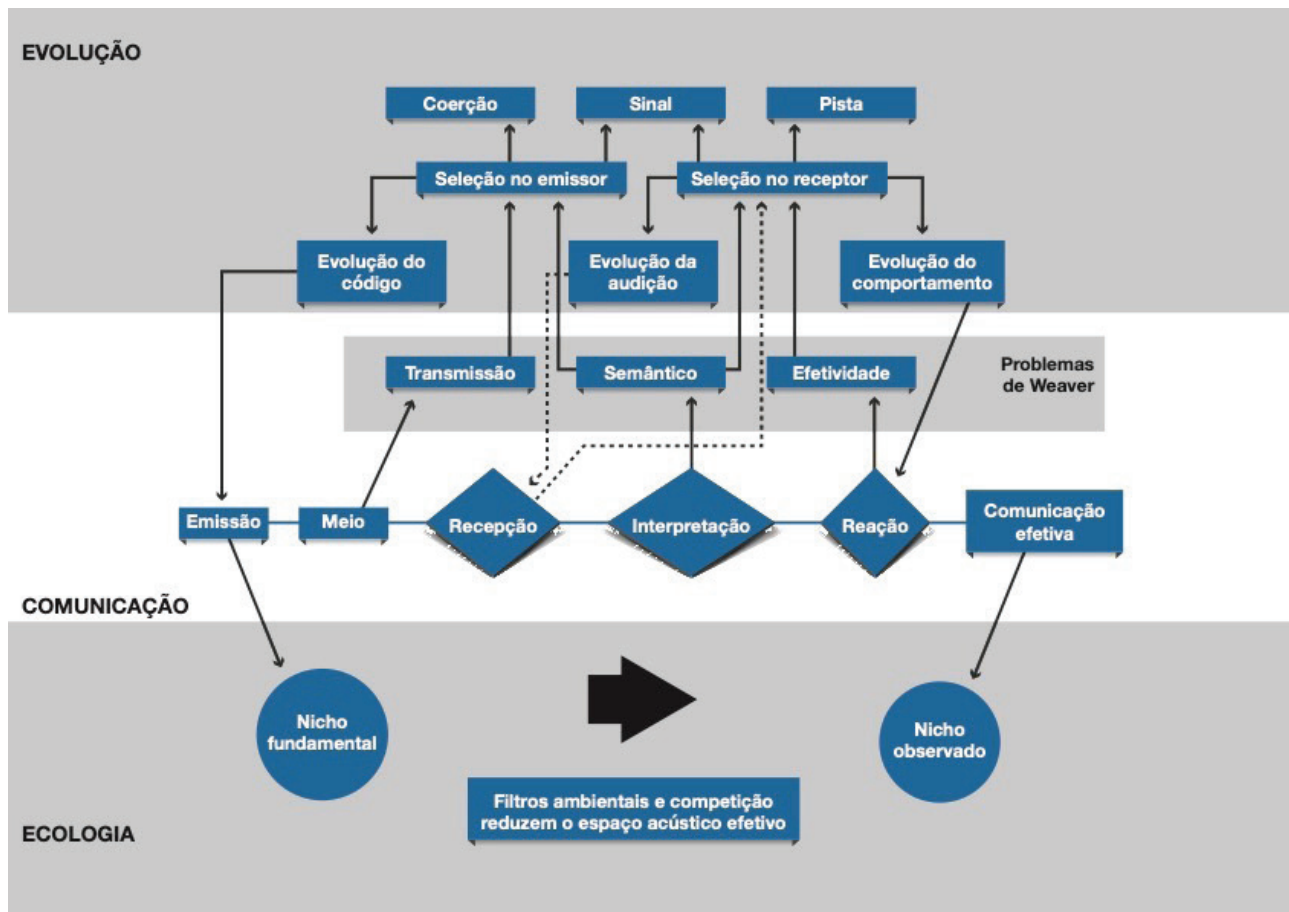 EVOLUÇÃO
Coerção
Sinal
Pista
Seleção no emissor
Seleção no receptor
Evolução do
código
Evolução da
audição
Evolução do
comportamento
Transmissão
Semântico
Efetividade
Problemas
de Weaver
Emissão
Meio
Recepção
Interpretação
Reação
Comunicação
efetiva
COMUNICAÇÃO
Nicho
fundamental
Nicho
observado
Filtros ambientais e competição
reduzem o espaço acústico efetivo
ECOLOGIA